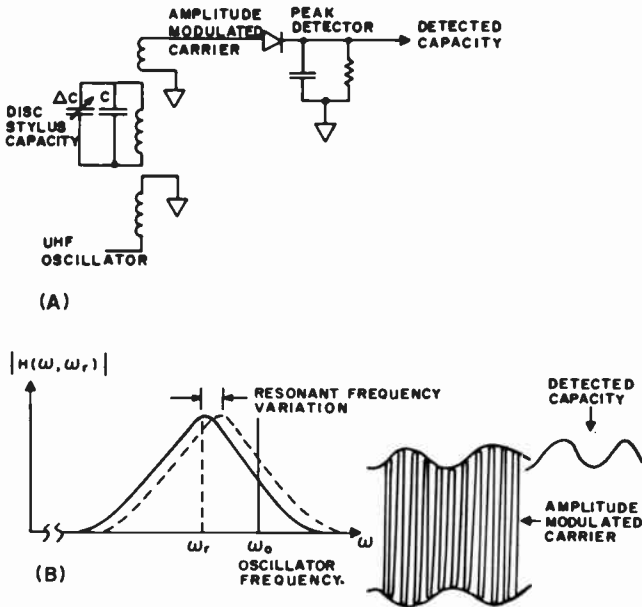 AMPLITUDE
MODULATED
CARRIER
PEAK
DETECTOR
DETECTED
CAPACITY
ΔC
C
DISC
STYLUS
CAPACITY
UHF
OSCILLATOR
(A)
|H(ω,ωr)|
RESONANT FREQUENCY
VARIATION
DETECTED
CAPACITY
AMPLITUDE
MODULATED
CARRIER
ωr
ωo
ω
OSCILLATOR
FREQUENCY.
(B)